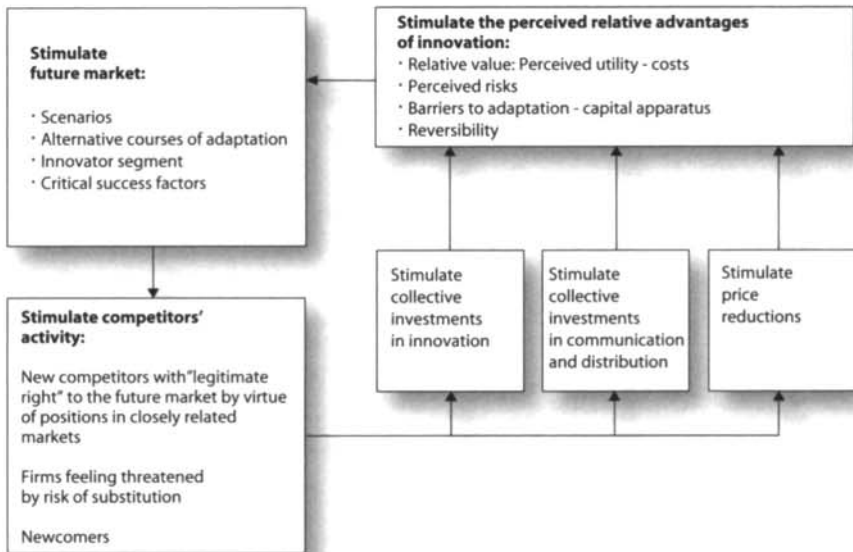 Stimulate
future market:
· Scenarios
· Alternative courses of adaptation
· Innovator segment
· Critical success factors
Stimulate the perceived relative advantages
of innovation:
· Relative value: Perceived utility - costs
· Perceived risks
· Barriers to adaptation - capital apparatus
· Reversibility
Stimulate
collective
investments
in innovation
Stimulate
collective
investments
in communication
and distribution
Stimulate
price
reductions
Stimulate competitors’
activity:
New competitors with”legitimate
right” to the future market by virtue
of positions in closely related
markets
Firms feeling threatened
by risk of substitution
Newcomers